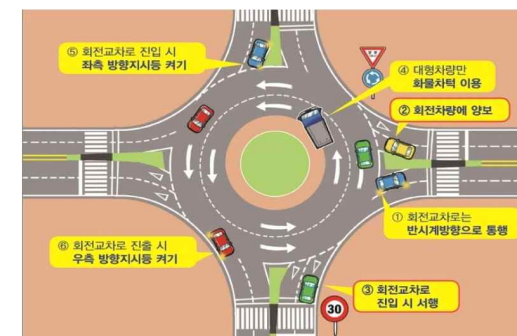 ⑤ 회전교차로 진입 시
좌측 방향지시등 켜기
④ 대형차량만
화물차턱 이용
② 회전차량에 양보
① 회전교차로는
반시계방향으로 통행
⑥ 회전교차로 진출 시
우측 방향지시등 켜기
③ 회전교차로
진입 시 서행
30